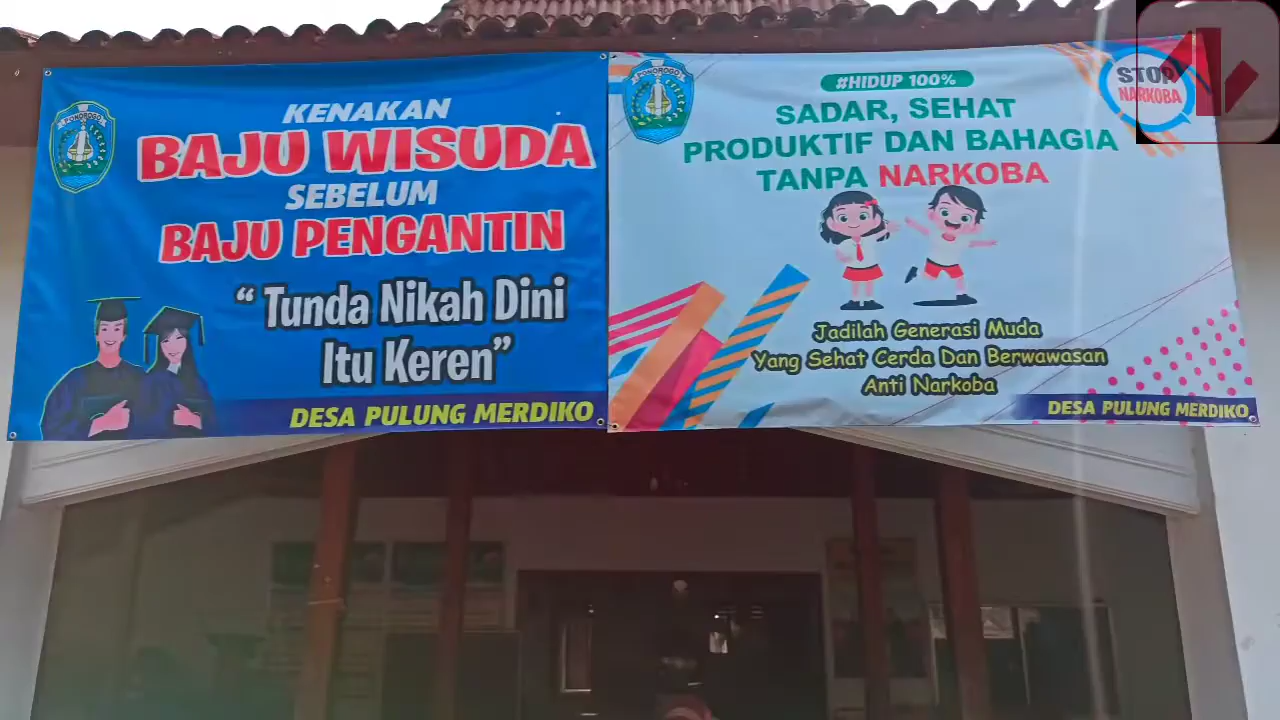 PONOROGO
KENAKAN
BAJU WISUDA
SEBELUM
BAJU PENGANTIN
“ Tunda Nikah Dini
Itu Keren”
DESA PULUNG MERDIKO
PONOROGO
#HIDUP 100%
SADAR, SEHAT
PRODUKTIF DAN BAHAGIA
TANPA NARKOBA
STOP
NARKOBA
Jadilah Generasi Muda
Yang Sehat Cerda Dan Berwawasan
Anti Narkoba
DESA PULUNG MERDIKO